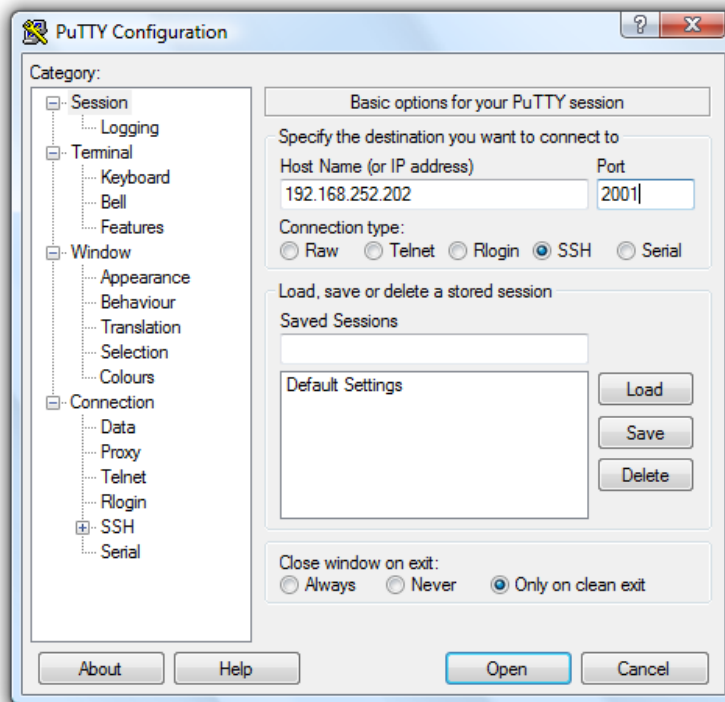 PuTTY Configuration
?
Category:
Session
Logging
Terminal
Keyboard
Bell
Features
Window
Appearance
Behaviour
Translation
Selection
Colours
Connection
Data
Proxy
Telnet
Rlogin
SSH
Serial
Basic options for your PuTTY session
Specify the destination you want to connect to
Host Name (or IP address) Port
192.168.252.202 2001
Connection type:
Raw Telnet Rlogin SSH Serial
Load, save or delete a stored session
Saved Sessions
Default Settings
Load
Save
Delete
Close window on exit:
Always Never Only on clean exit
About Help Open Cancel